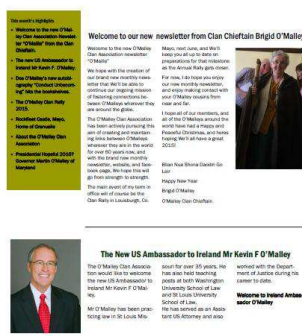 This month's highlights
Welcome to the new O'Malley Clan Association Newsletter "O'Malia" from the Clan Chieftain.
The new US Ambassador to Ireland Mr Kevin F. O'Malley.
Dee O'Malley's new autobiography "Conduct Unbecoming" hits the bookshelves.
The O'Malley Clan Rally 2015.
Rockfleet Castle, Mayo, Home of Granuaile
About the O'Malley Clan Association
Presidential Hopeful 2016? Governor Martin O'Malley of Maryland
Welcome to our new newsletter from Clan Chieftain Brigid O'Malley
Welcome to the new O'Malley
Clan Association newsletter
"O'Malia"
We hope with the creation of
our brand new monthly news-
letter that we'll be able to
continue our ongoing mission
of fostering connections be-
tween O'Malleys wherever they
are around the globe.
The O'Malley Clan Association
has been actively pursuing this
aim of creating and maintain-
ing links between O'Malleys
wherever they are in the world
for over 60 years now, and
with the brand new monthly
newsletter, website, and face-
book page. We hope this will
go from strength to strength.
The main event of my term in
office will of course be the
Clan Rally in Louisburgh, Co.
Mayo, next June, and We'll
keep you all up to date on
preparations for that milestone
as the Annual Rally gets closer.
For now, I do hope you enjoy
our new monthly newsletter,
and enjoy making contact with
your O'Malley cousins from
near and far.
I hope all of our members, and
all of the O'Malleys around the
world have had a Happy and
Peaceful Christmas, and heres
hoping We'll all have a great
2015!
Happy New Year
Brigid O'Malley
O'Malley Clan Chieftain.
The New US Ambassador to Ireland Mr Kevin F O'Malley
The O'Malley Clan Associa-
tion would like to welcome
the new US Ambassador to
Ireland Mr Kevin F O'Mal-
ley.
Mr O'Malley has been prac-
ticing law in St Louis Mis-
souri for over 35 years. He
has also held teaching
posts at both Washington
University School of Law
and St Louis University
School of Law.
He has served as an Assis-
tant US Attorney and also
worked with the Depart-
ment of Justice during his
career to date.
Welcome to Ireland Ambas-
sador O'Malley